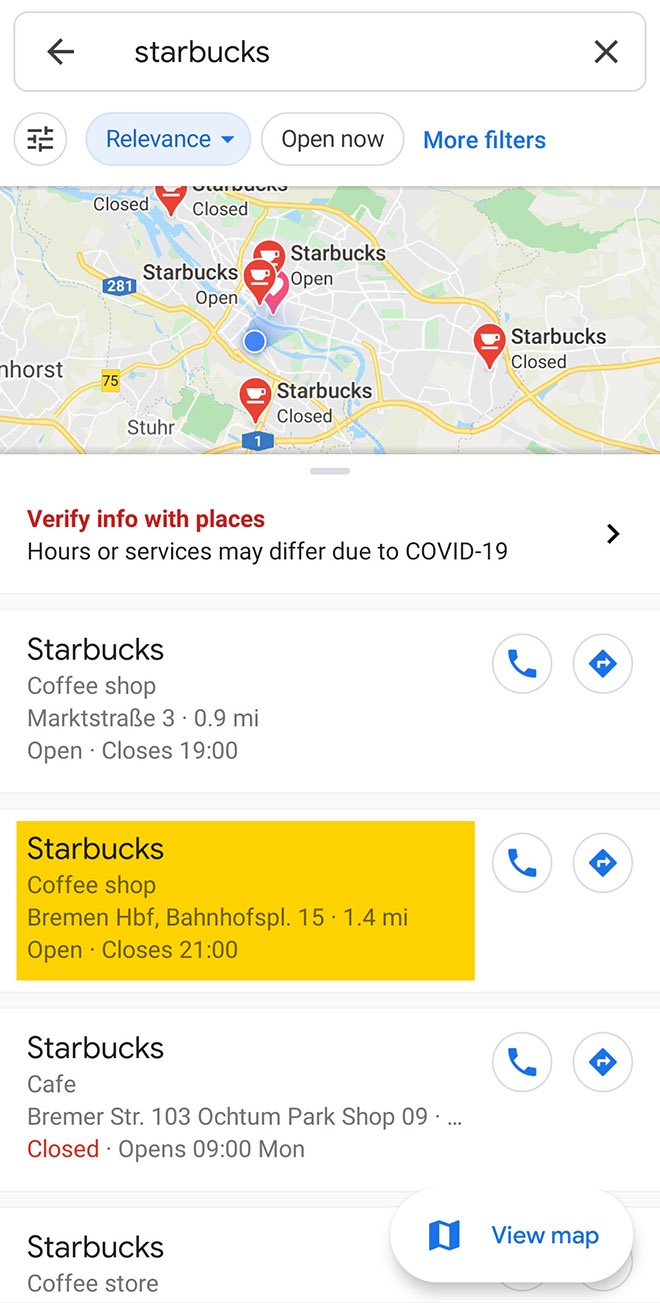 starbucks
Relevance
Open now
More filters
Starbucks
Closed
Closed
Starbucks
Open
Starbucks
Open
281
Starbucks
Closed
nhorst
75
Starbucks
Closed
Stuhr
1
Verify info with places
Hours or services may differ due to COVID-19
Starbucks
Coffee shop
Marktstraße 3 · 0.9 mi
Open · Closes 19:00
Starbucks
Coffee shop
Bremen Hbf, Bahnhofspl. 15 · 1.4 mi
Open · Closes 21:00
Starbucks
Cafe
Bremer Str. 103 Ochtum Park Shop 09 · ...
Closed · Opens 09:00 Mon
Starbucks
Coffee store
View map